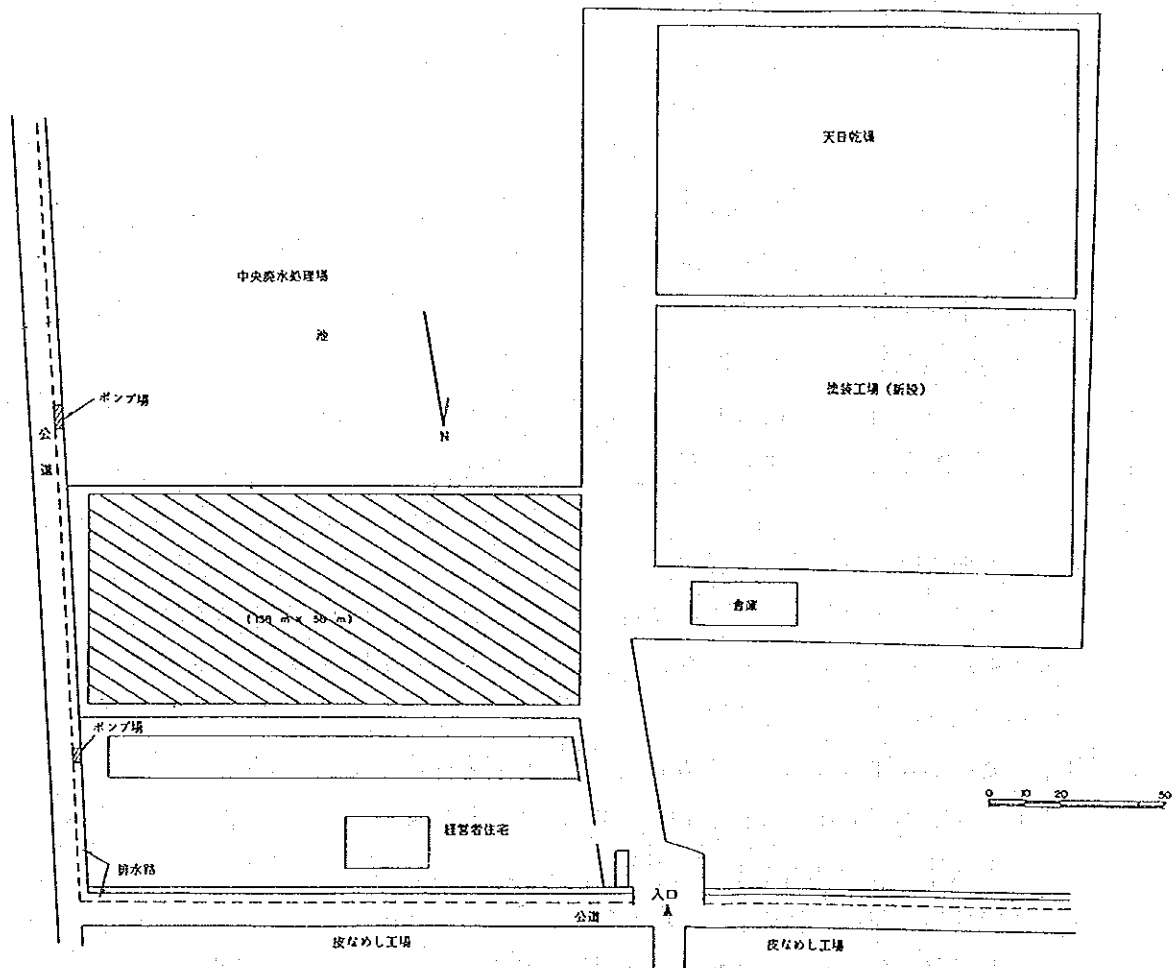 天日乾場
中央廃水処理場
池
塗装工場（新設）
ポンプ場
公
道
N
倉庫
(138 m x 58 m)
ポンプ場
0 10 20 50
経営者住宅
排水路
入口
公道
皮なめし工場
皮なめし工場